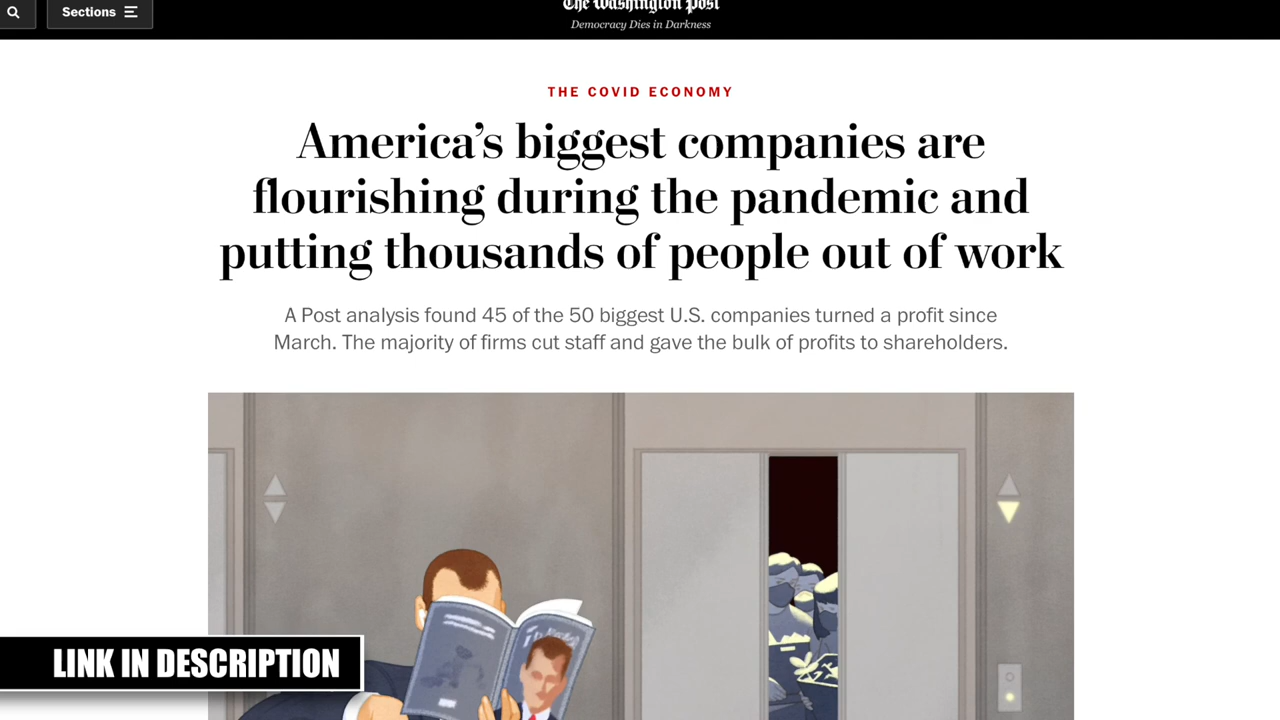 Sections
The Washington Post
Democracy Dies in Darkness
THE COVID ECONOMY
America’s biggest companies are
flourishing during the pandemic and
putting thousands of people out of work
A Post analysis found 45 of the 50 biggest U.S. companies turned a profit since
March. The majority of firms cut staff and gave the bulk of profits to shareholders.
LINK IN DESCRIPTION